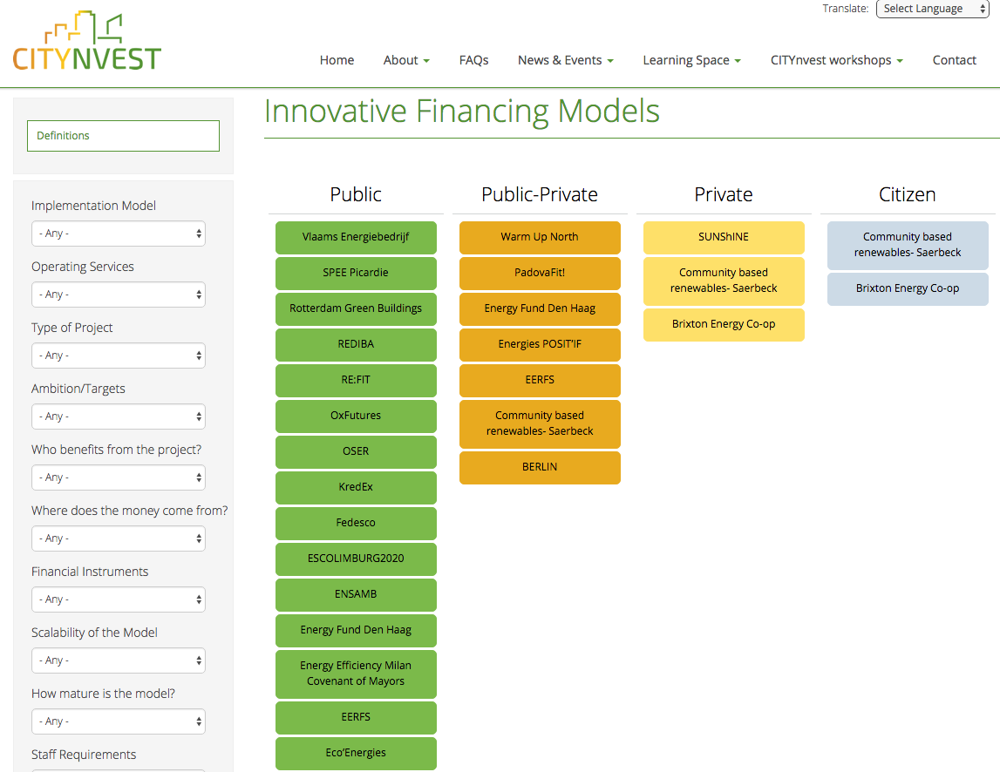 Translate: Select Language
CITYNVEST
Home About FAQs News & Events Learning Space CITYnvest workshops Contact
Innovative Financing Models
Definitions
Implementation Model
- Any -
Operating Services
- Any -
Type of Project
- Any -
Ambition/Targets
- Any -
Who benefits from the project?
- Any -
Where does the money come from?
- Any -
Financial Instruments
- Any -
Scalability of the Model
- Any -
How mature is the model?
- Any -
Staff Requirements
Public
Vlaams Energiebedrijf
SPEE Picardie
Rotterdam Green Buildings
REDIBA
RE:FIT
OxFutures
OSER
KredEx
Fedesco
ESCOLIMBURG2020
ENSAMB
Energy Fund Den Haag
Energy Efficiency Milan
Covenant of Mayors
EERFS
Eco'Energies
Public-Private
Warm Up North
PadovaFit!
Energy Fund Den Haag
Energies POSIT'IF
EERFS
Community based
renewables- Saerbeck
BERLIN
Private
SUNShINE
Community based
renewables- Saerbeck
Brixton Energy Co-op
Citizen
Community based
renewables- Saerbeck
Brixton Energy Co-op